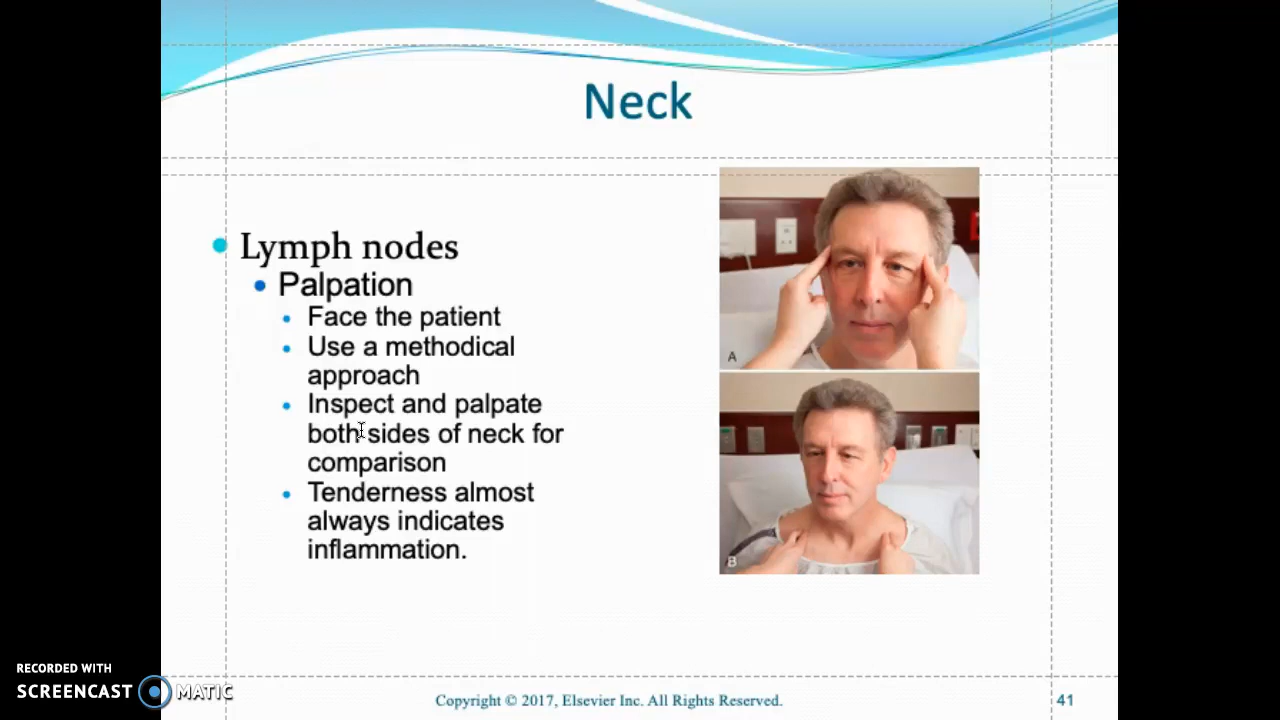 Neck
Lymph nodes
Palpation
Face the patient
Use a methodical
approach
Inspect and palpate
both sides of neck for
comparison
Tenderness almost
always indicates
inflammation.
A
B
RECORDED WITH
SCREENCAST MATIC
Copyright © 2017, Elsevier Inc. All Rights Reserved.
41